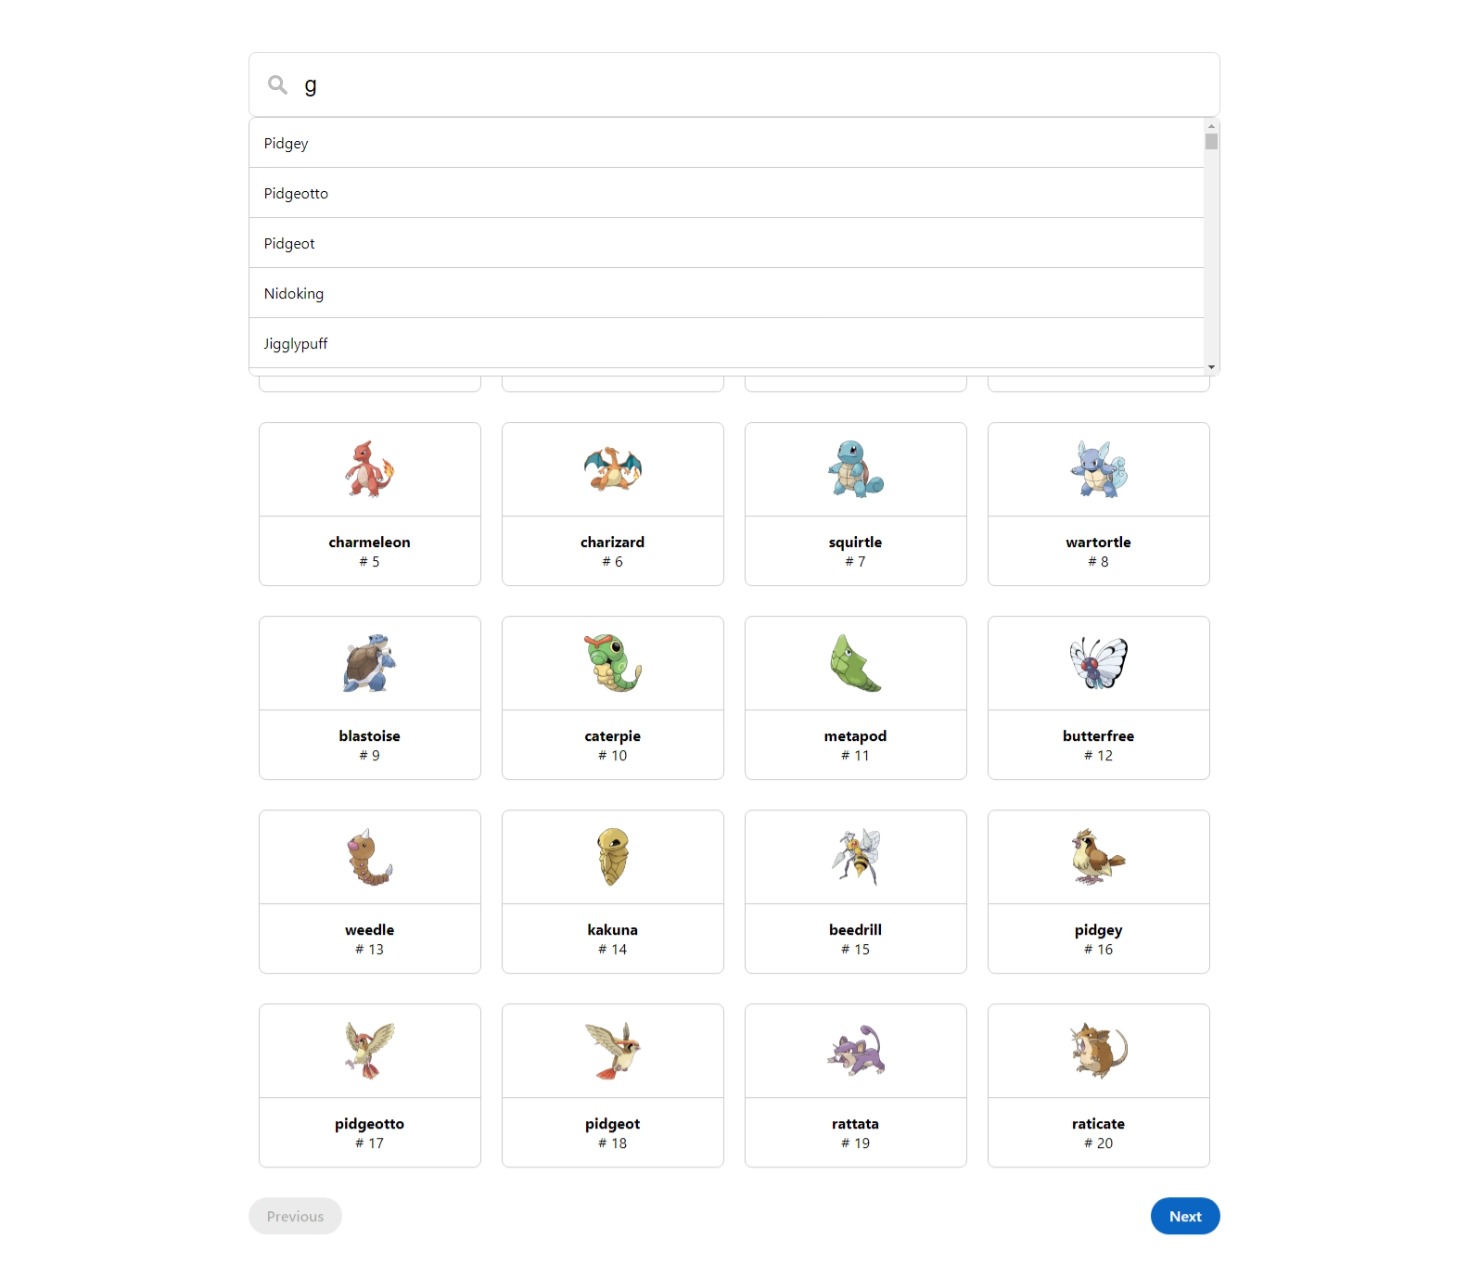 g
Pidgey
Pidgeotto
Pidgeot
Nidoking
Jigglypuff
charmeleon
# 5
charizard
# 6
squirtle
# 7
wartortle
# 8
blastoise
# 9
caterpie
# 10
metapod
# 11
butterfree
# 12
weedle
# 13
kakuna
# 14
beedrill
# 15
pidgey
# 16
pidgeotto
# 17
pidgeot
# 18
rattata
# 19
raticate
# 20
Previous
Next